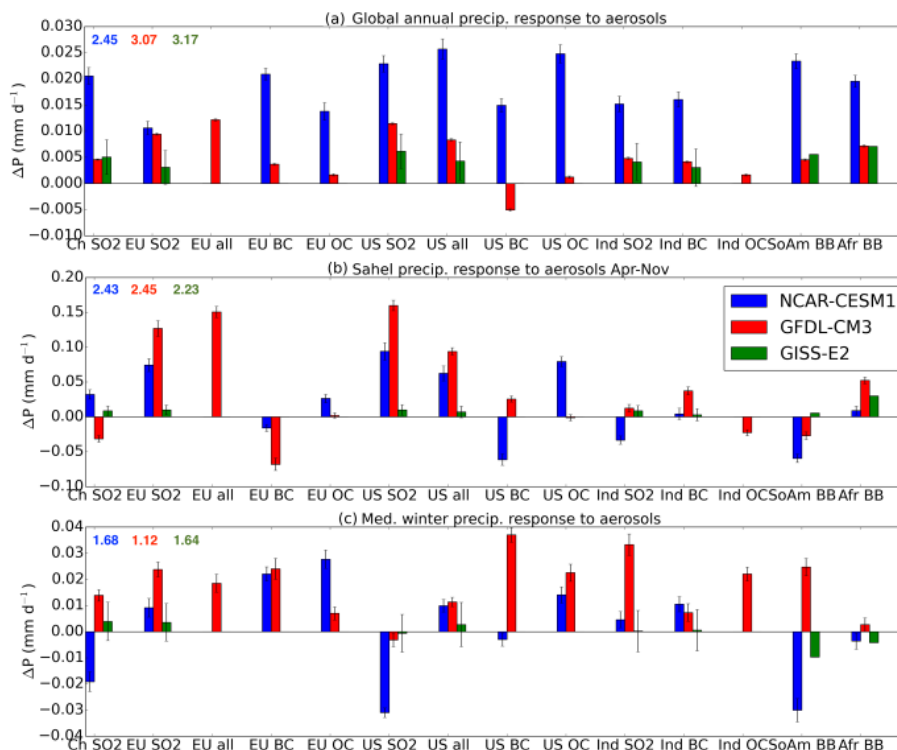 (a) Global annual precip. response to aerosols
0.030
2.45 3.07 3.17
0.025
0.020
0.015
0.010
0.005
0.000
−0.005
−0.010
ΔP (mm d⁻¹)
Ch SO2 EU SO2 EU all EU BC EU OC US SO2 US all US BC US OC Ind SO2 Ind BC Ind OC SoAm BB Afr BB
(b) Sahel precip. response to aerosols Apr-Nov
0.20
2.43 2.45 2.23
0.15
0.10
0.05
0.00
−0.05
−0.10
ΔP (mm d⁻¹)
NCAR-CESM1
GFDL-CM3
GISS-E2
Ch SO2 EU SO2 EU all EU BC EU OC US SO2 US all US BC US OC Ind SO2 Ind BC Ind OC SoAm BB Afr BB
(c) Med. winter precip. response to aerosols
0.04
1.68 1.12 1.64
0.03
0.02
0.01
0.00
−0.01
−0.02
−0.03
−0.04
ΔP (mm d⁻¹)
Ch SO2 EU SO2 EU all EU BC EU OC US SO2 US all US BC US OC Ind SO2 Ind BC Ind OC SoAm BB Afr BB